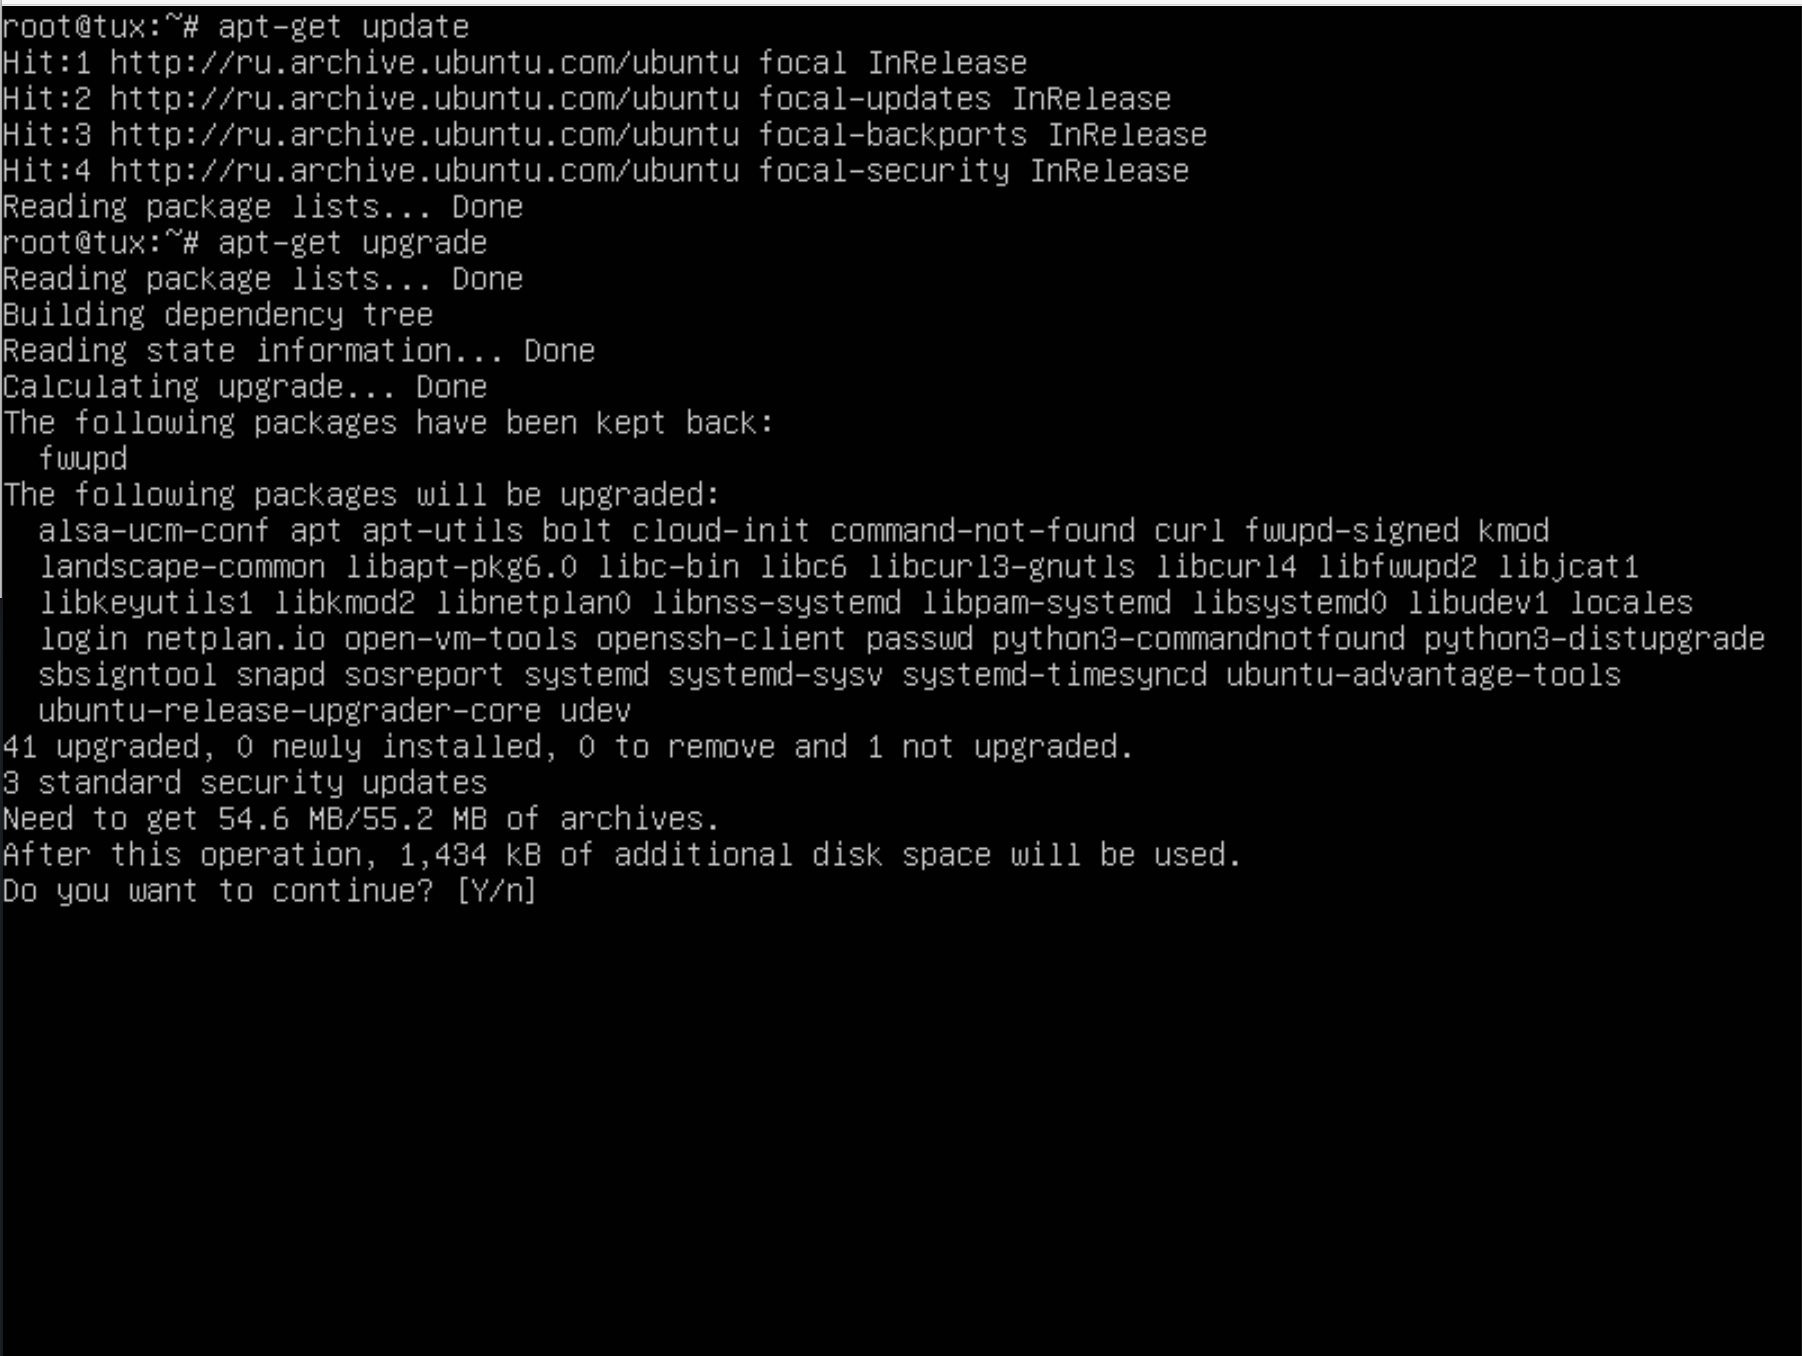 root@tux:~# apt-get update
Hit:1 http://ru.archive.ubuntu.com/ubuntu focal InRelease
Hit:2 http://ru.archive.ubuntu.com/ubuntu focal-updates InRelease
Hit:3 http://ru.archive.ubuntu.com/ubuntu focal-backports InRelease
Hit:4 http://ru.archive.ubuntu.com/ubuntu focal-security InRelease
Reading package lists... Done
root@tux:~# apt-get upgrade
Reading package lists... Done
Building dependency tree
Reading state information... Done
Calculating upgrade... Done
The following packages have been kept back:
  fwupd
The following packages will be upgraded:
  alsa-ucm-conf apt apt-utils bolt cloud-init command-not-found curl fwupd-signed kmod
  landscape-common libapt-pkg6.0 libc-bin libc6 libcurl3-gnutls libcurl4 libfwupd2 libjcat1
  libkeyutils1 libkmod2 libnetplan0 libnss-systemd libpam-systemd libsystemd0 libudev1 locales
  login netplan.io open-vm-tools openssh-client passwd python3-commandnotfound python3-distupgrade
  sbsigntool snapd sosreport systemd systemd-sysv systemd-timesyncd ubuntu-advantage-tools
  ubuntu-release-upgrader-core udev
41 upgraded, 0 newly installed, 0 to remove and 1 not upgraded.
3 standard security updates
Need to get 54.6 MB/55.2 MB of archives.
After this operation, 1,434 kB of additional disk space will be used.
Do you want to continue? [Y/n]